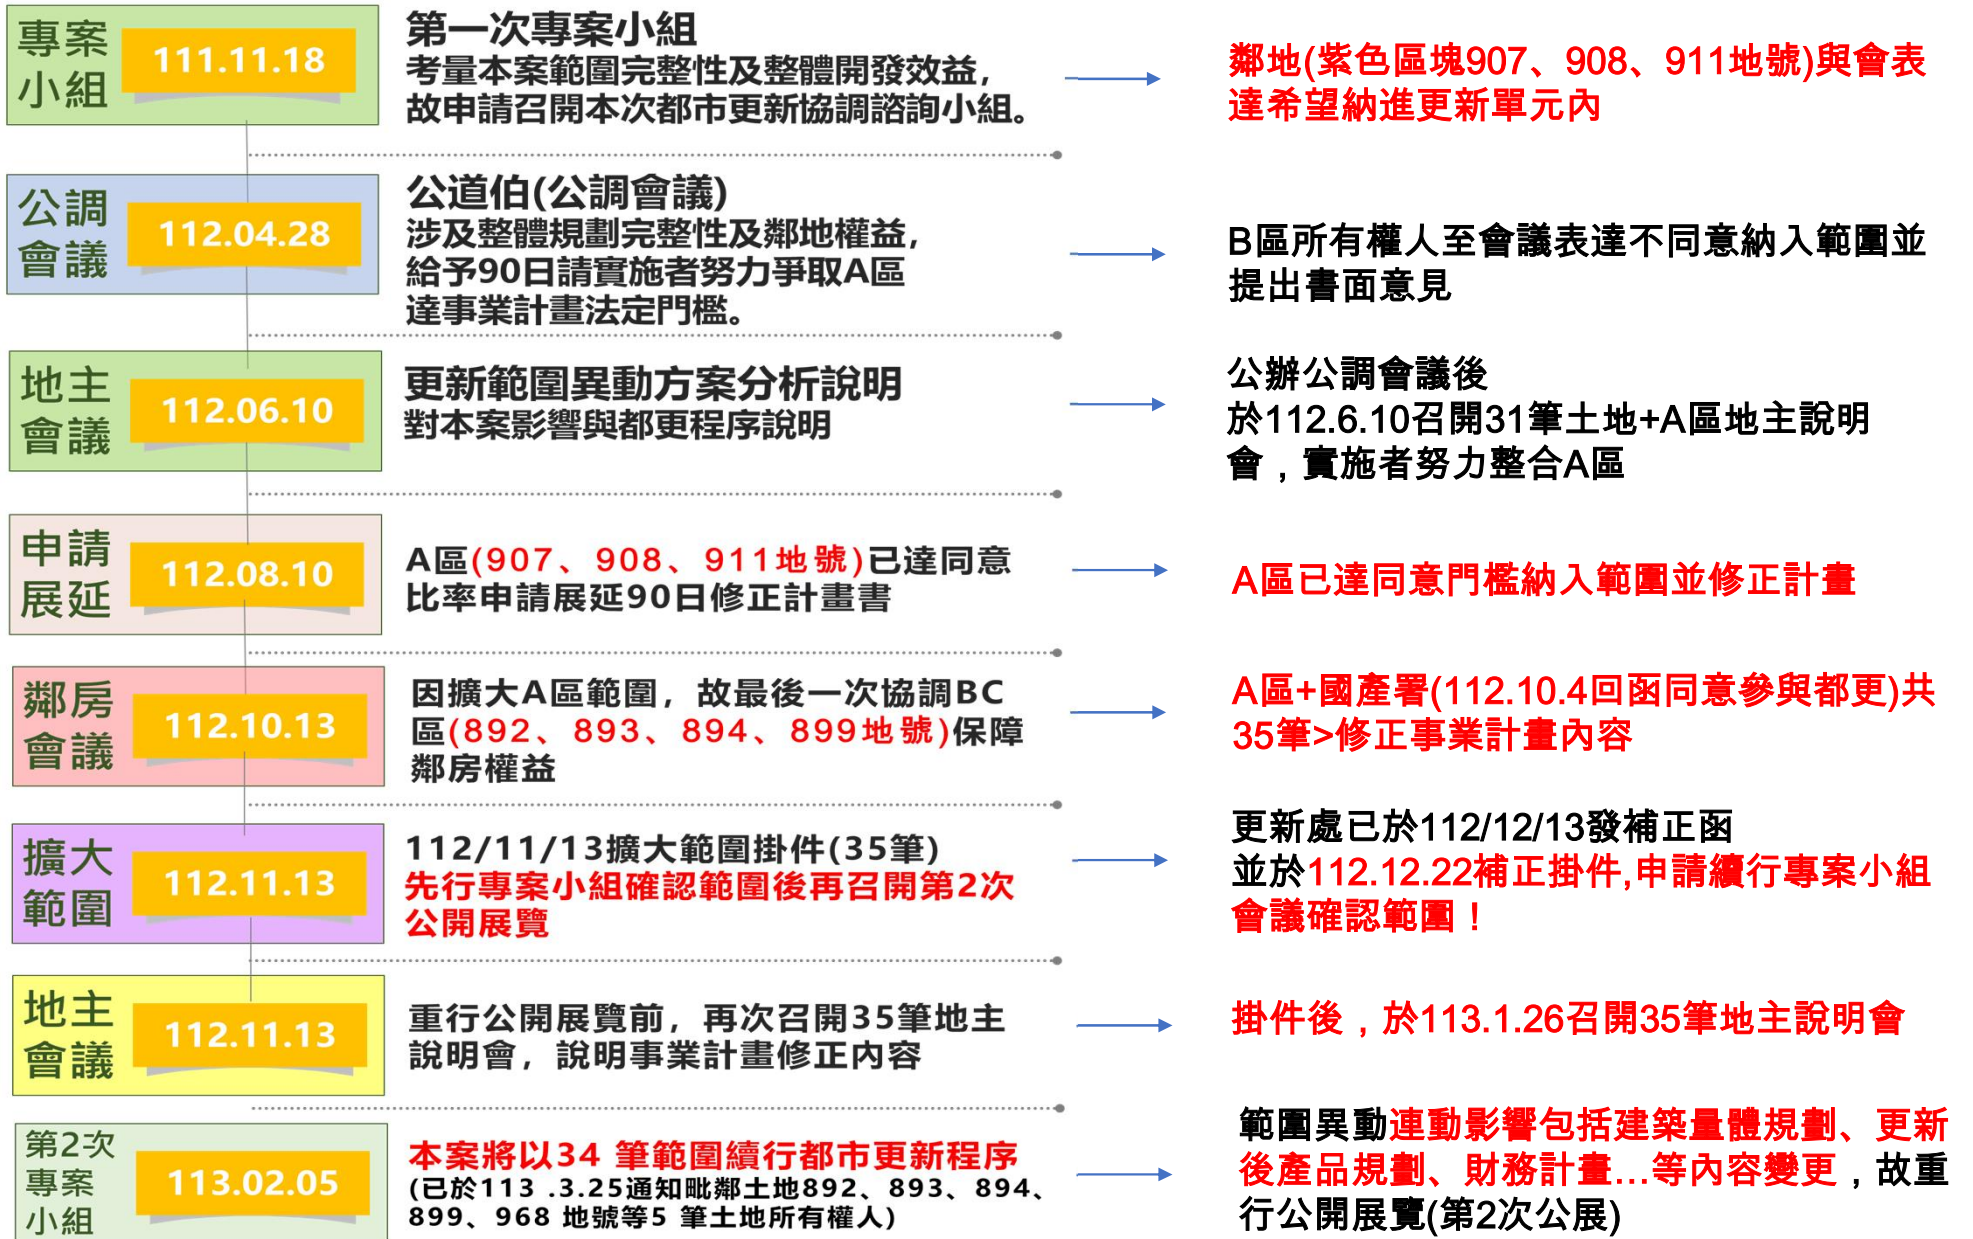 專案
小組
111.11.18
第一次專案小組
考量本案範圍完整性及整體開發效益,
故申請召開本次都市更新協調諮詢小組。
鄰地(紫色區塊907、908、911地號)與會表
達希望納進更新單元內
公調
會議
112.04.28
公道伯(公調會議)
涉及整體規劃完整性及鄰地權益,
給予90日請實施者努力爭取A區
達事業計畫法定門檻。
B區所有權人至會議表達不同意納入範圍並
提出書面意見
地主
會議
112.06.10
更新範圍異動方案分析說明
對本案影響與都更程序說明
公辦公調會議後
於112.6.10召開31筆土地+A區地主說明
會，實施者努力整合A區
申請
展延
112.08.10
A區(907、908、911地號)已達同意
比率申請展延90日修正計畫書
A區已達同意門檻納入範圍並修正計畫
鄰房
會議
112.10.13
因擴大A區範圍，故最後一次協調BC
區(892、893、894、899地號)保障
鄰房權益
A區+國產署(112.10.4回函同意參與都更)共
35筆>修正事業計畫內容
擴大
範圍
112.11.13
112/11/13擴大範圍掛件(35筆)
先行專案小組確認範圍後再召開第2次
公開展覽
更新處已於112/12/13發補正函
並於112.12.22補正掛件,申請續行專案小組
會議確認範圍！
地主
會議
112.11.13
重行公開展覽前，再次召開35筆地主
說明會，說明事業計畫修正內容
掛件後，於113.1.26召開35筆地主說明會
第2次
專案
小組
113.02.05
本案將以34 筆範圍續行都市更新程序
(已於113 .3.25通知毗鄰土地892、893、894、
899、968 地號等5 筆土地所有權人)
範圍異動連動影響包括建築量體規劃、更新
後產品規劃、財務計畫...等內容變更，故重
行公開展覽(第2次公展)